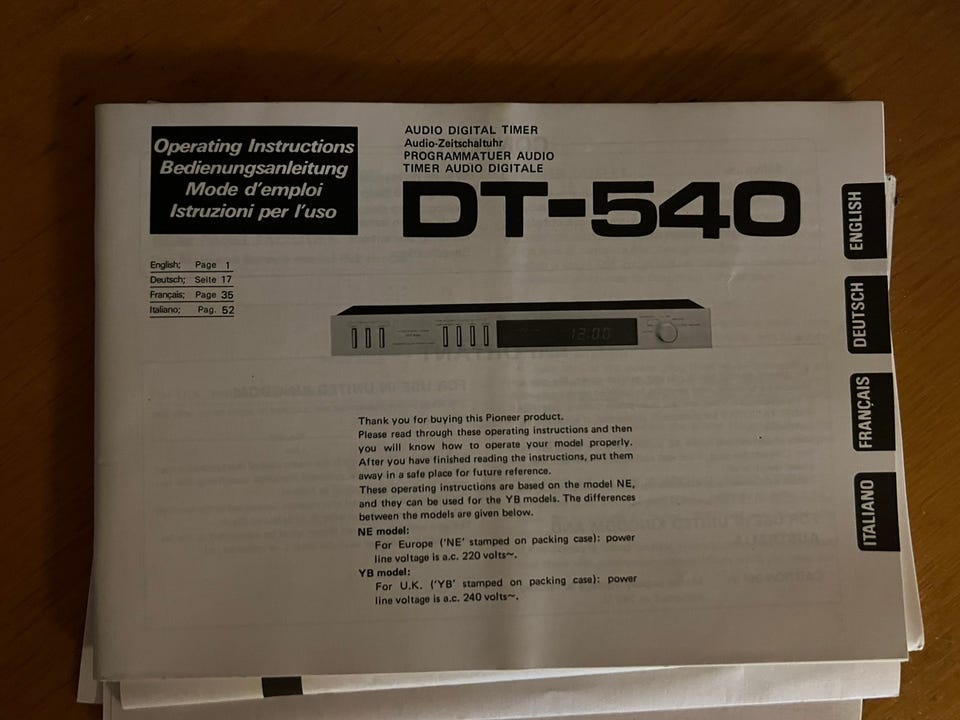 Operating Instructions
Bedienungsanleitung
Mode d'emploi
Istruzioni per l'uso
English; Page 1
Deutsch; Seite 17
Français; Page 35
Italiano; Pag. 52
AUDIO DIGITAL TIMER
Audio-Zeitschaltuhr
PROGRAMMATUER AUDIO
TIMER AUDIO DIGITALE
DT-540
12:00
Thank you for buying this Pioneer product.
Please read through these operating instructions and then
you will know how to operate your model properly.
After you have finished reading the instructions, put them
away in a safe place for future reference.
These operating instructions are based on the model NE,
and they can be used for the YB models. The differences
between the models are given below.
NE model:
For Europe ('NE' stamped on packing case): power
line voltage is a.c. 220 volts~.
YB model:
For U.K. ('YB' stamped on packing case): power
line voltage is a.c. 240 volts~.
ENGLISH
DEUTSCH
FRANÇAIS
ITALIANO